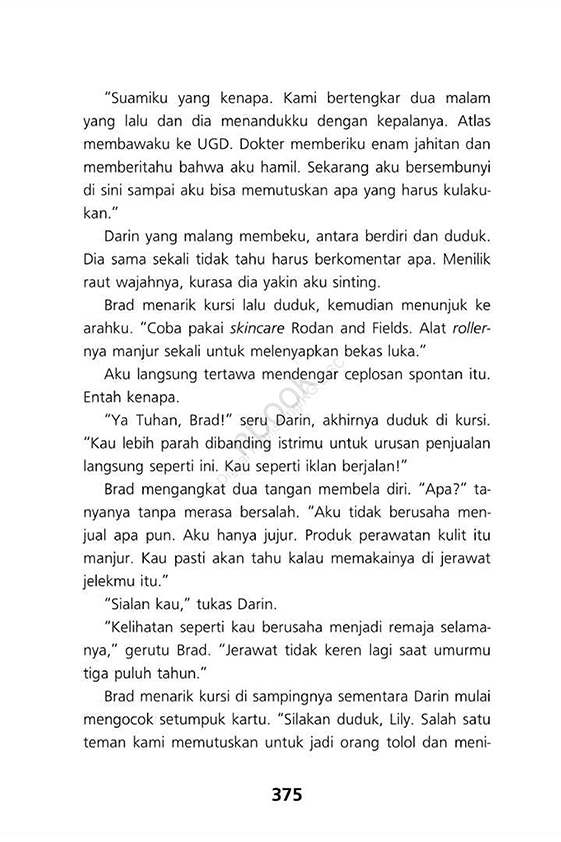 “Suamiku yang kenapa. Kami bertengkar dua malam
yang lalu dan dia menandukku dengan kepalanya. Atlas
membawaku ke UGD. Dokter memberiku enam jahitan dan
memberitahu bahwa aku hamil. Sekarang aku bersembunyi
di sini sampai aku bisa memutuskan apa yang harus kulaku-
kan.”
Darin yang malang membeku, antara berdiri dan duduk.
Dia sama sekali tidak tahu harus berkomentar apa. Menilik
raut wajahnya, kurasa dia yakin aku sinting.
Brad menarik kursi lalu duduk, kemudian menunjuk ke
arahku. “Coba pakai skincare Rodan and Fields. Alat roller-
nya manjur sekali untuk melenyapkan bekas luka.”
Aku langsung tertawa mendengar ceplosan spontan itu.
Entah kenapa.
“Ya Tuhan, Brad!” seru Darin, akhirnya duduk di kursi.
“Kau lebih parah dibanding istrimu untuk urusan penjualan
langsung seperti ini. Kau seperti iklan berjalan!”
Brad mengangkat dua tangan membela diri. “Apa?” ta-
nyanya tanpa merasa bersalah. “Aku tidak berusaha men-
jual apa pun. Aku hanya jujur. Produk perawatan kulit itu
manjur. Kau pasti akan tahu kalau memakainya di jerawat
jelekmu itu.”
“Sialan kau,” tukas Darin.
“Kelihatan seperti kau berusaha menjadi remaja selama-
nya,” gerutu Brad. “Jerawat tidak keren lagi saat umurmu
tiga puluh tahun.”
Brad menarik kursi di sampingnya sementara Darin mulai
mengocok setumpuk kartu. “Silakan duduk, Lily. Salah satu
teman kami memutuskan untuk jadi orang tolol dan meni-
375